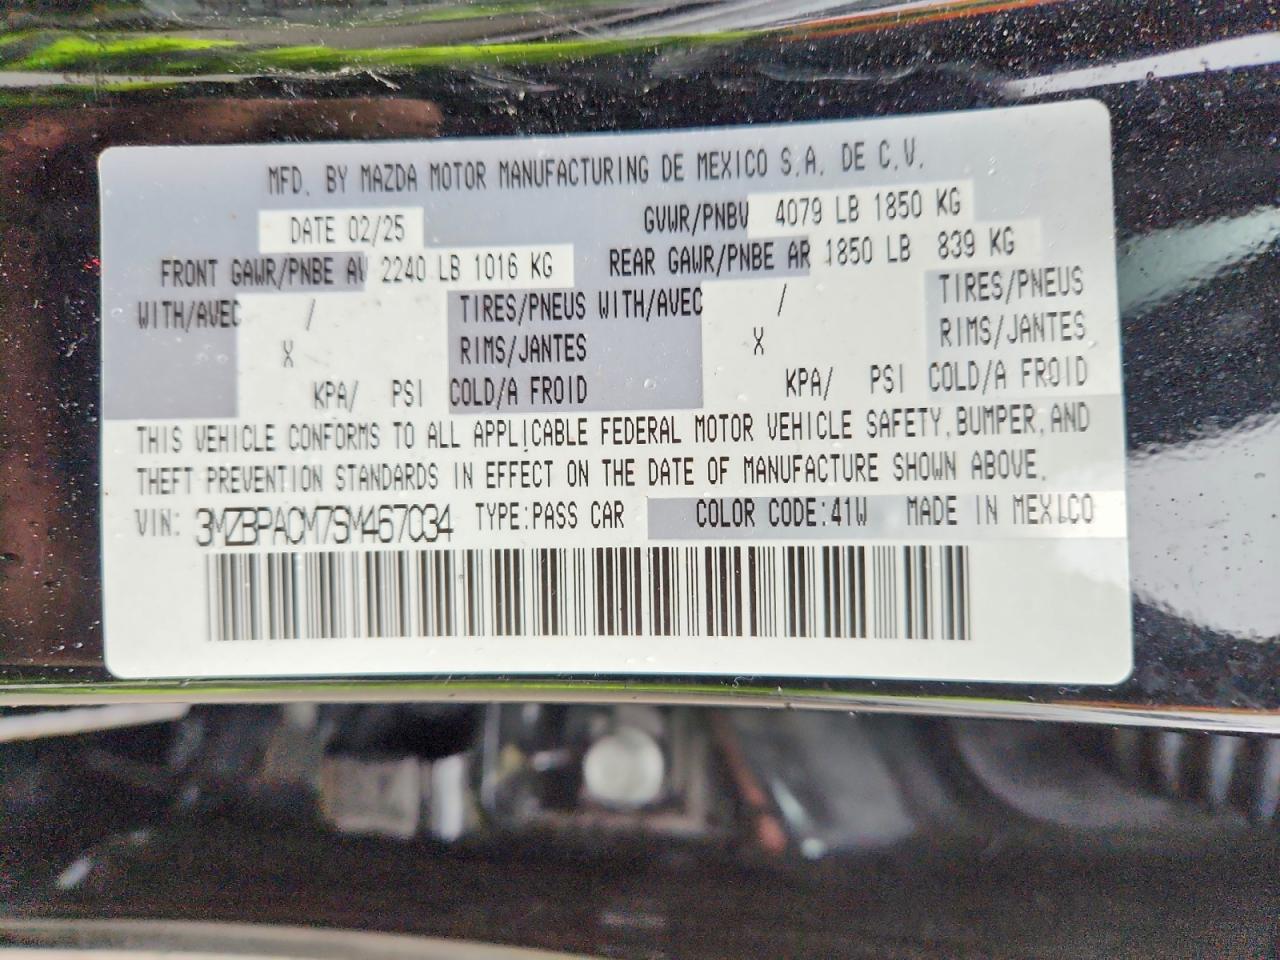 MFD. BY MAZDA MOTOR MANUFACTURING DE MEXICO S.A. DE C.V.
DATE 02/25 GVWR/PNBV 4079 LB 1850 KG
FRONT GAWR/PNBE AV 2240 LB 1016 KG REAR GAWR/PNBE AR 1850 LB 839 KG
WITH/AVEC / TIRES/PNEUS WITH/AVEC / TIRES/PNEUS
X RIMS/JANTES X RIMS/JANTES
KPA/ PSI COLD/A FROID KPA/ PSI COLD/A FROID
THIS VEHICLE CONFORMS TO ALL APPLICABLE FEDERAL MOTOR VEHICLE SAFETY, BUMPER, AND
THEFT PREVENTION STANDARDS IN EFFECT ON THE DATE OF MANUFACTURE SHOWN ABOVE.
VIN: 3MZBPACM7SM467034 TYPE:PASS CAR COLOR CODE:41W MADE IN MEXICO